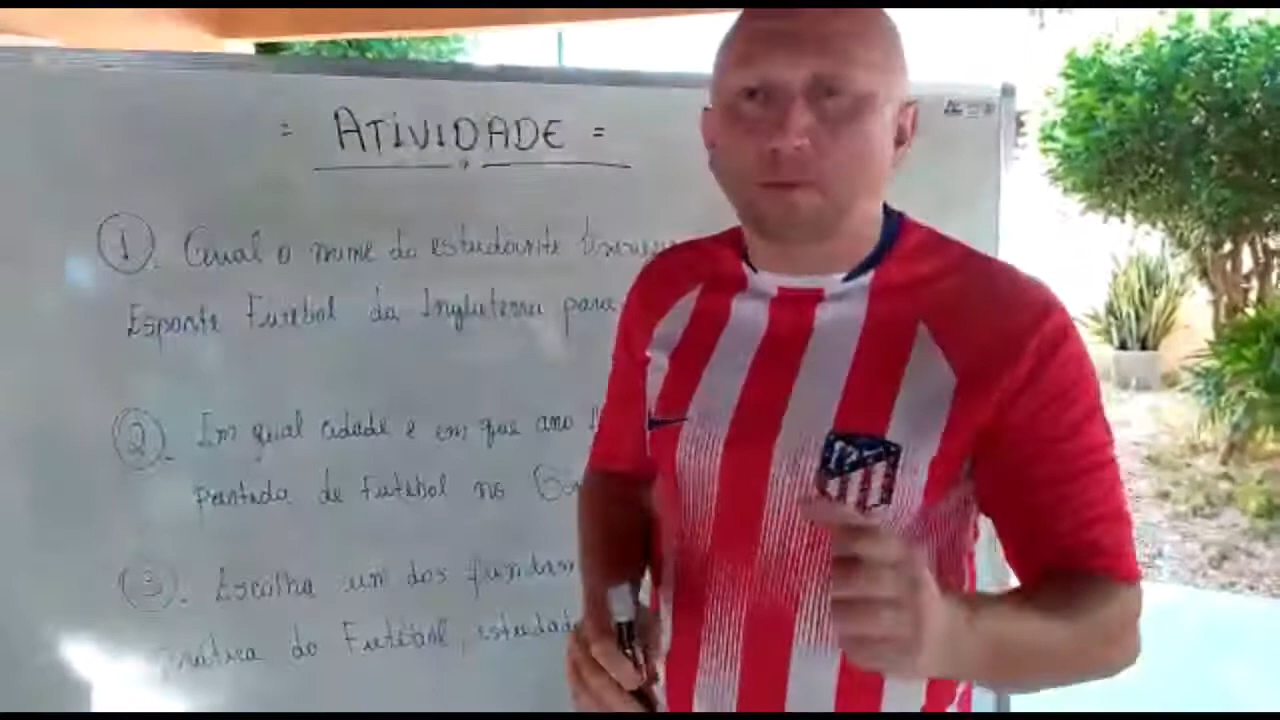 = ATIVIDADE =
1. Qual o nome do estudante
Esporte Futebol da Inglaterra para
2. Em qual cidade e em que ano
partida de futebol no
3. Escolha um dos fundam
prática do Futebol, estudado